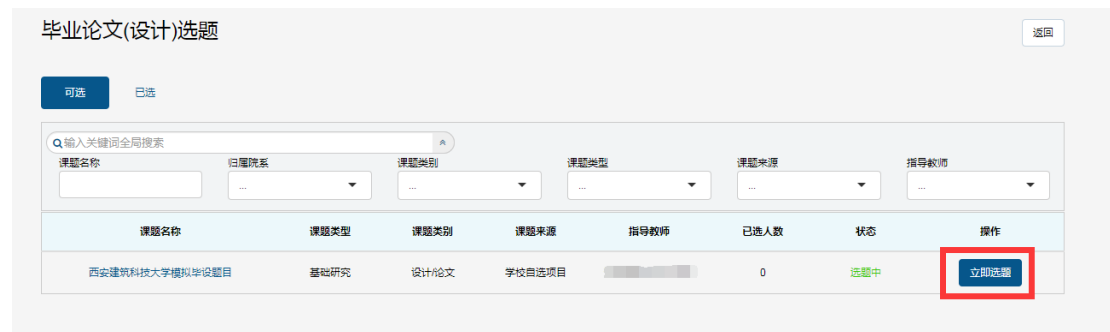 毕业论文(设计)选题
返回
可选 已选
输入关键词全局搜索
课题名称 归属院系 课题类别 课题类型 课题来源 指导教师
... ... ... ... ...
课题名称 课题类型 课题类别 课题来源 指导教师 已选人数 状态 操作
西安建筑科技大学模拟毕设题目 基础研究 设计/论文 学校自选项目 0 选题中 立即选题